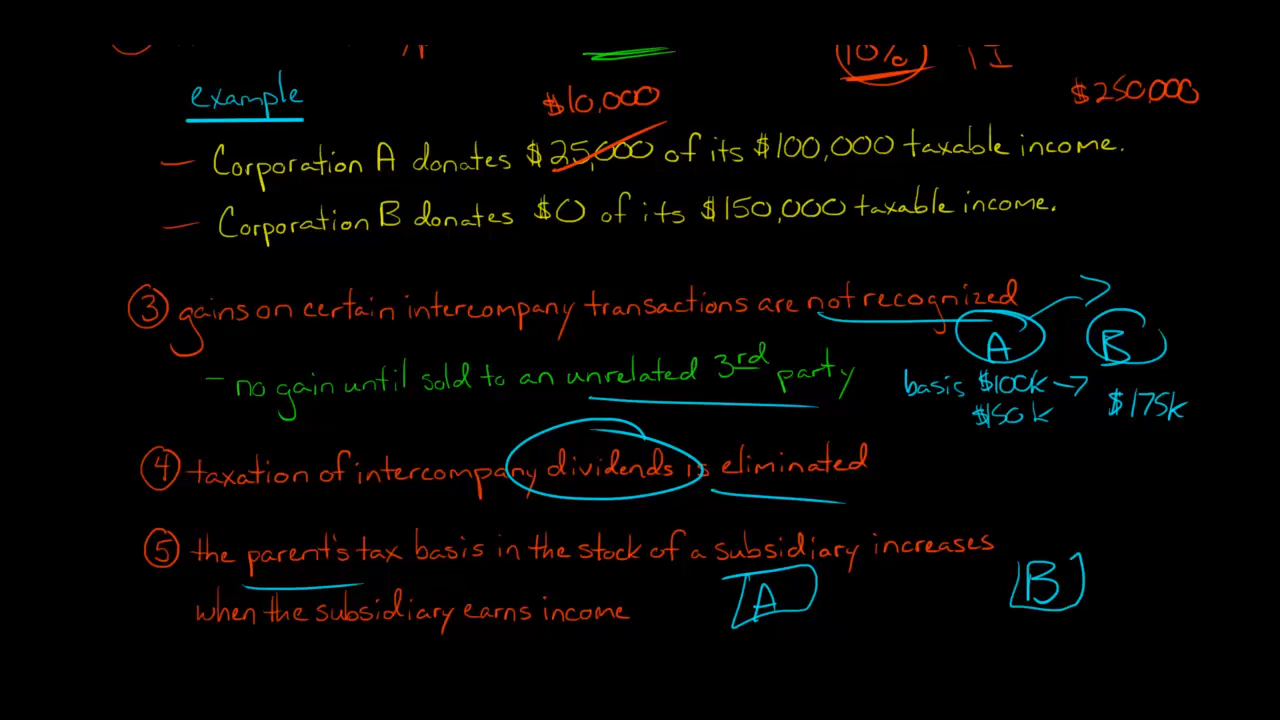 10% TI
example $10,000 $250,000
– Corporation A donates $25,000 of its $100,000 taxable income.
– Corporation B donates $0 of its $150,000 taxable income.
③ gains on certain intercompany transactions are not recognized
A B
– no gain until sold to an unrelated 3rd party
basis $100k → $175k
$150k
④ taxation of intercompany dividends is eliminated
⑤ the parent's tax basis in the stock of a subsidiary increases
when the subsidiary earns income
A B